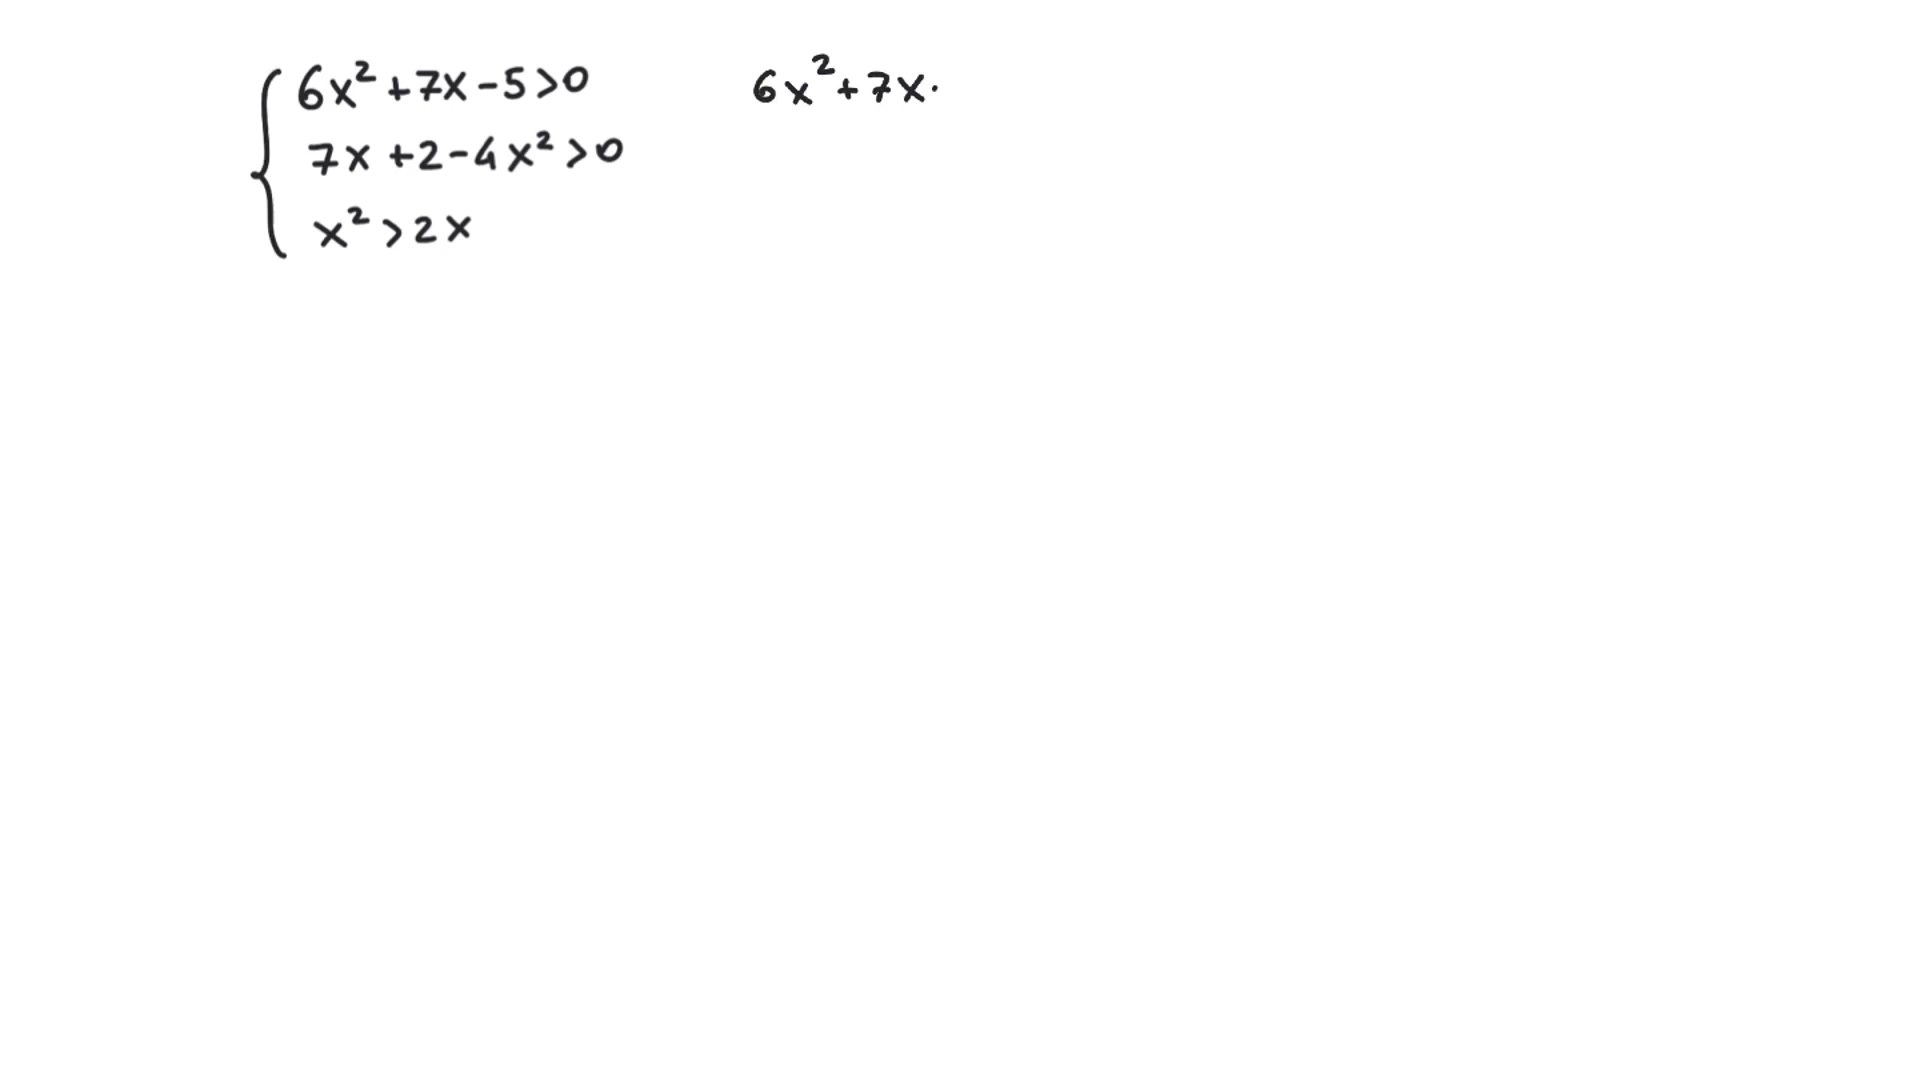 6x² + 7x - 5 > 0
7x + 2 - 4x² > 0
x² > 2x
6x² + 7x ·